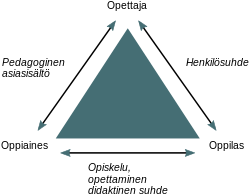 Opettaja
Pedagoginen
asiasisältö
Henkilösuhde
Oppiaines
Oppilas
Opiskelu,
opettaminen
didaktinen suhde